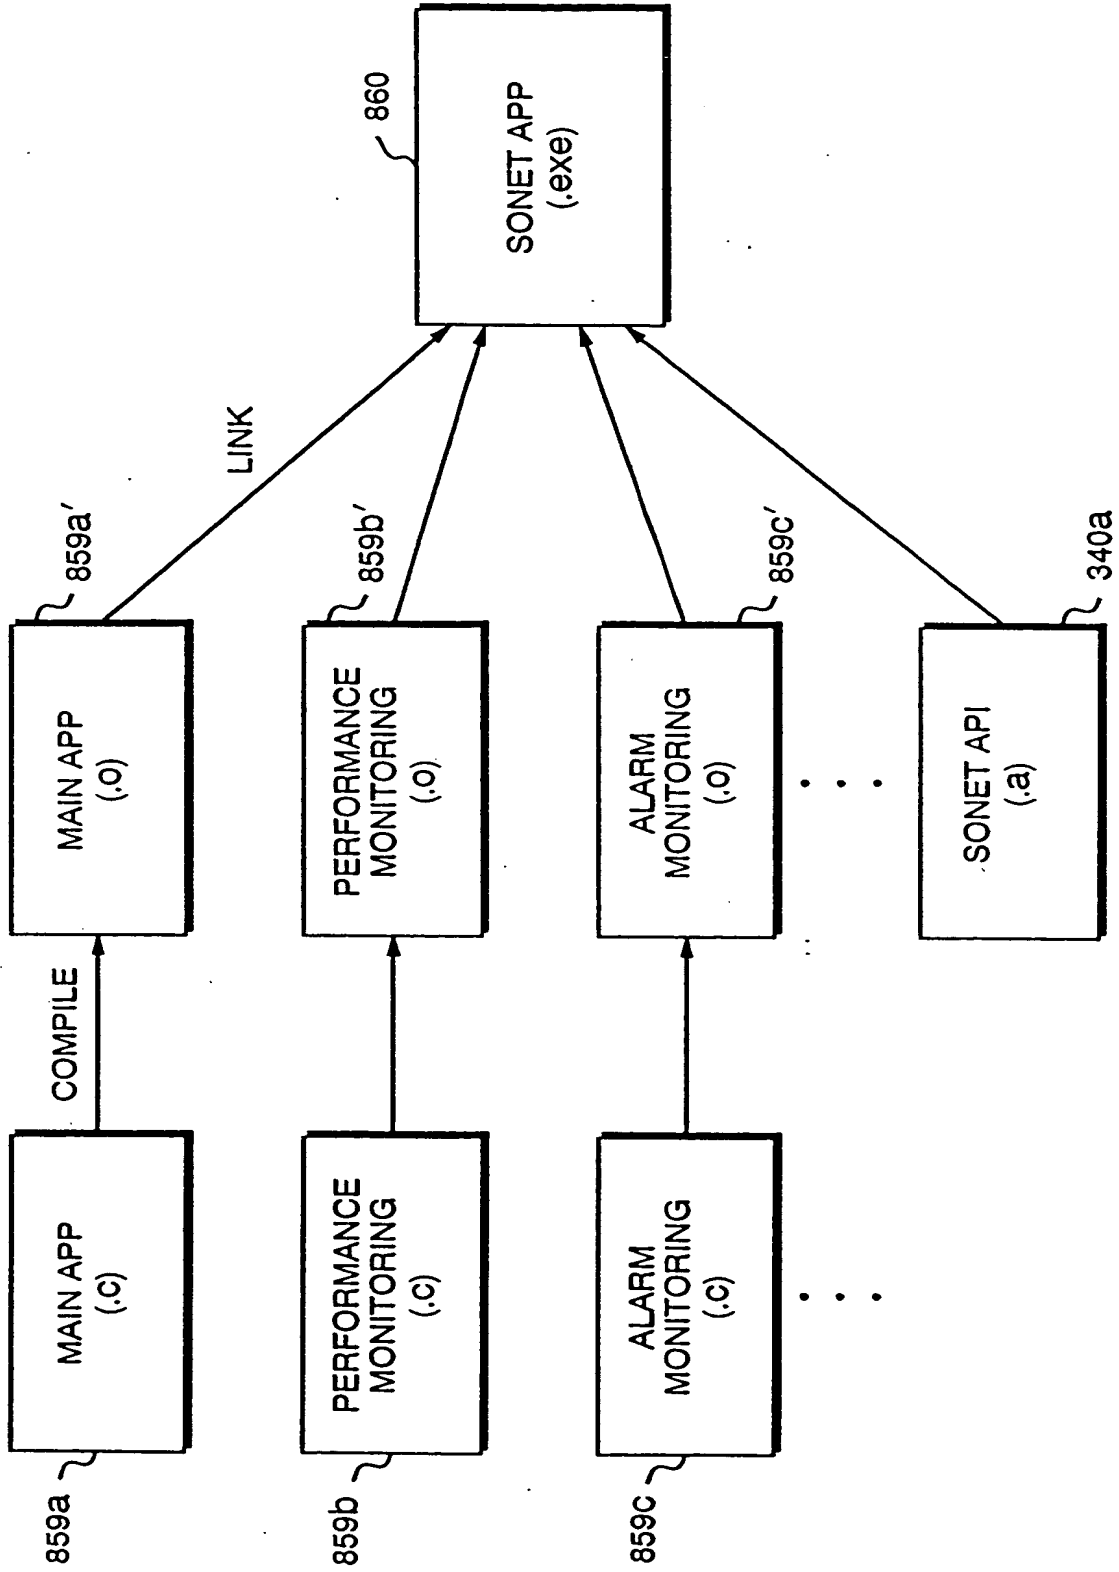 859a
MAIN APP
(.c)
COMPILE
MAIN APP
(.o)
859a'
LINK
859b
PERFORMANCE
MONITORING
(.c)
PERFORMANCE
MONITORING
(.o)
859b'
859c
ALARM
MONITORING
(.c)
ALARM
MONITORING
(.o)
859c'
SONET API
(.a)
340a
SONET APP
(.exe)
860